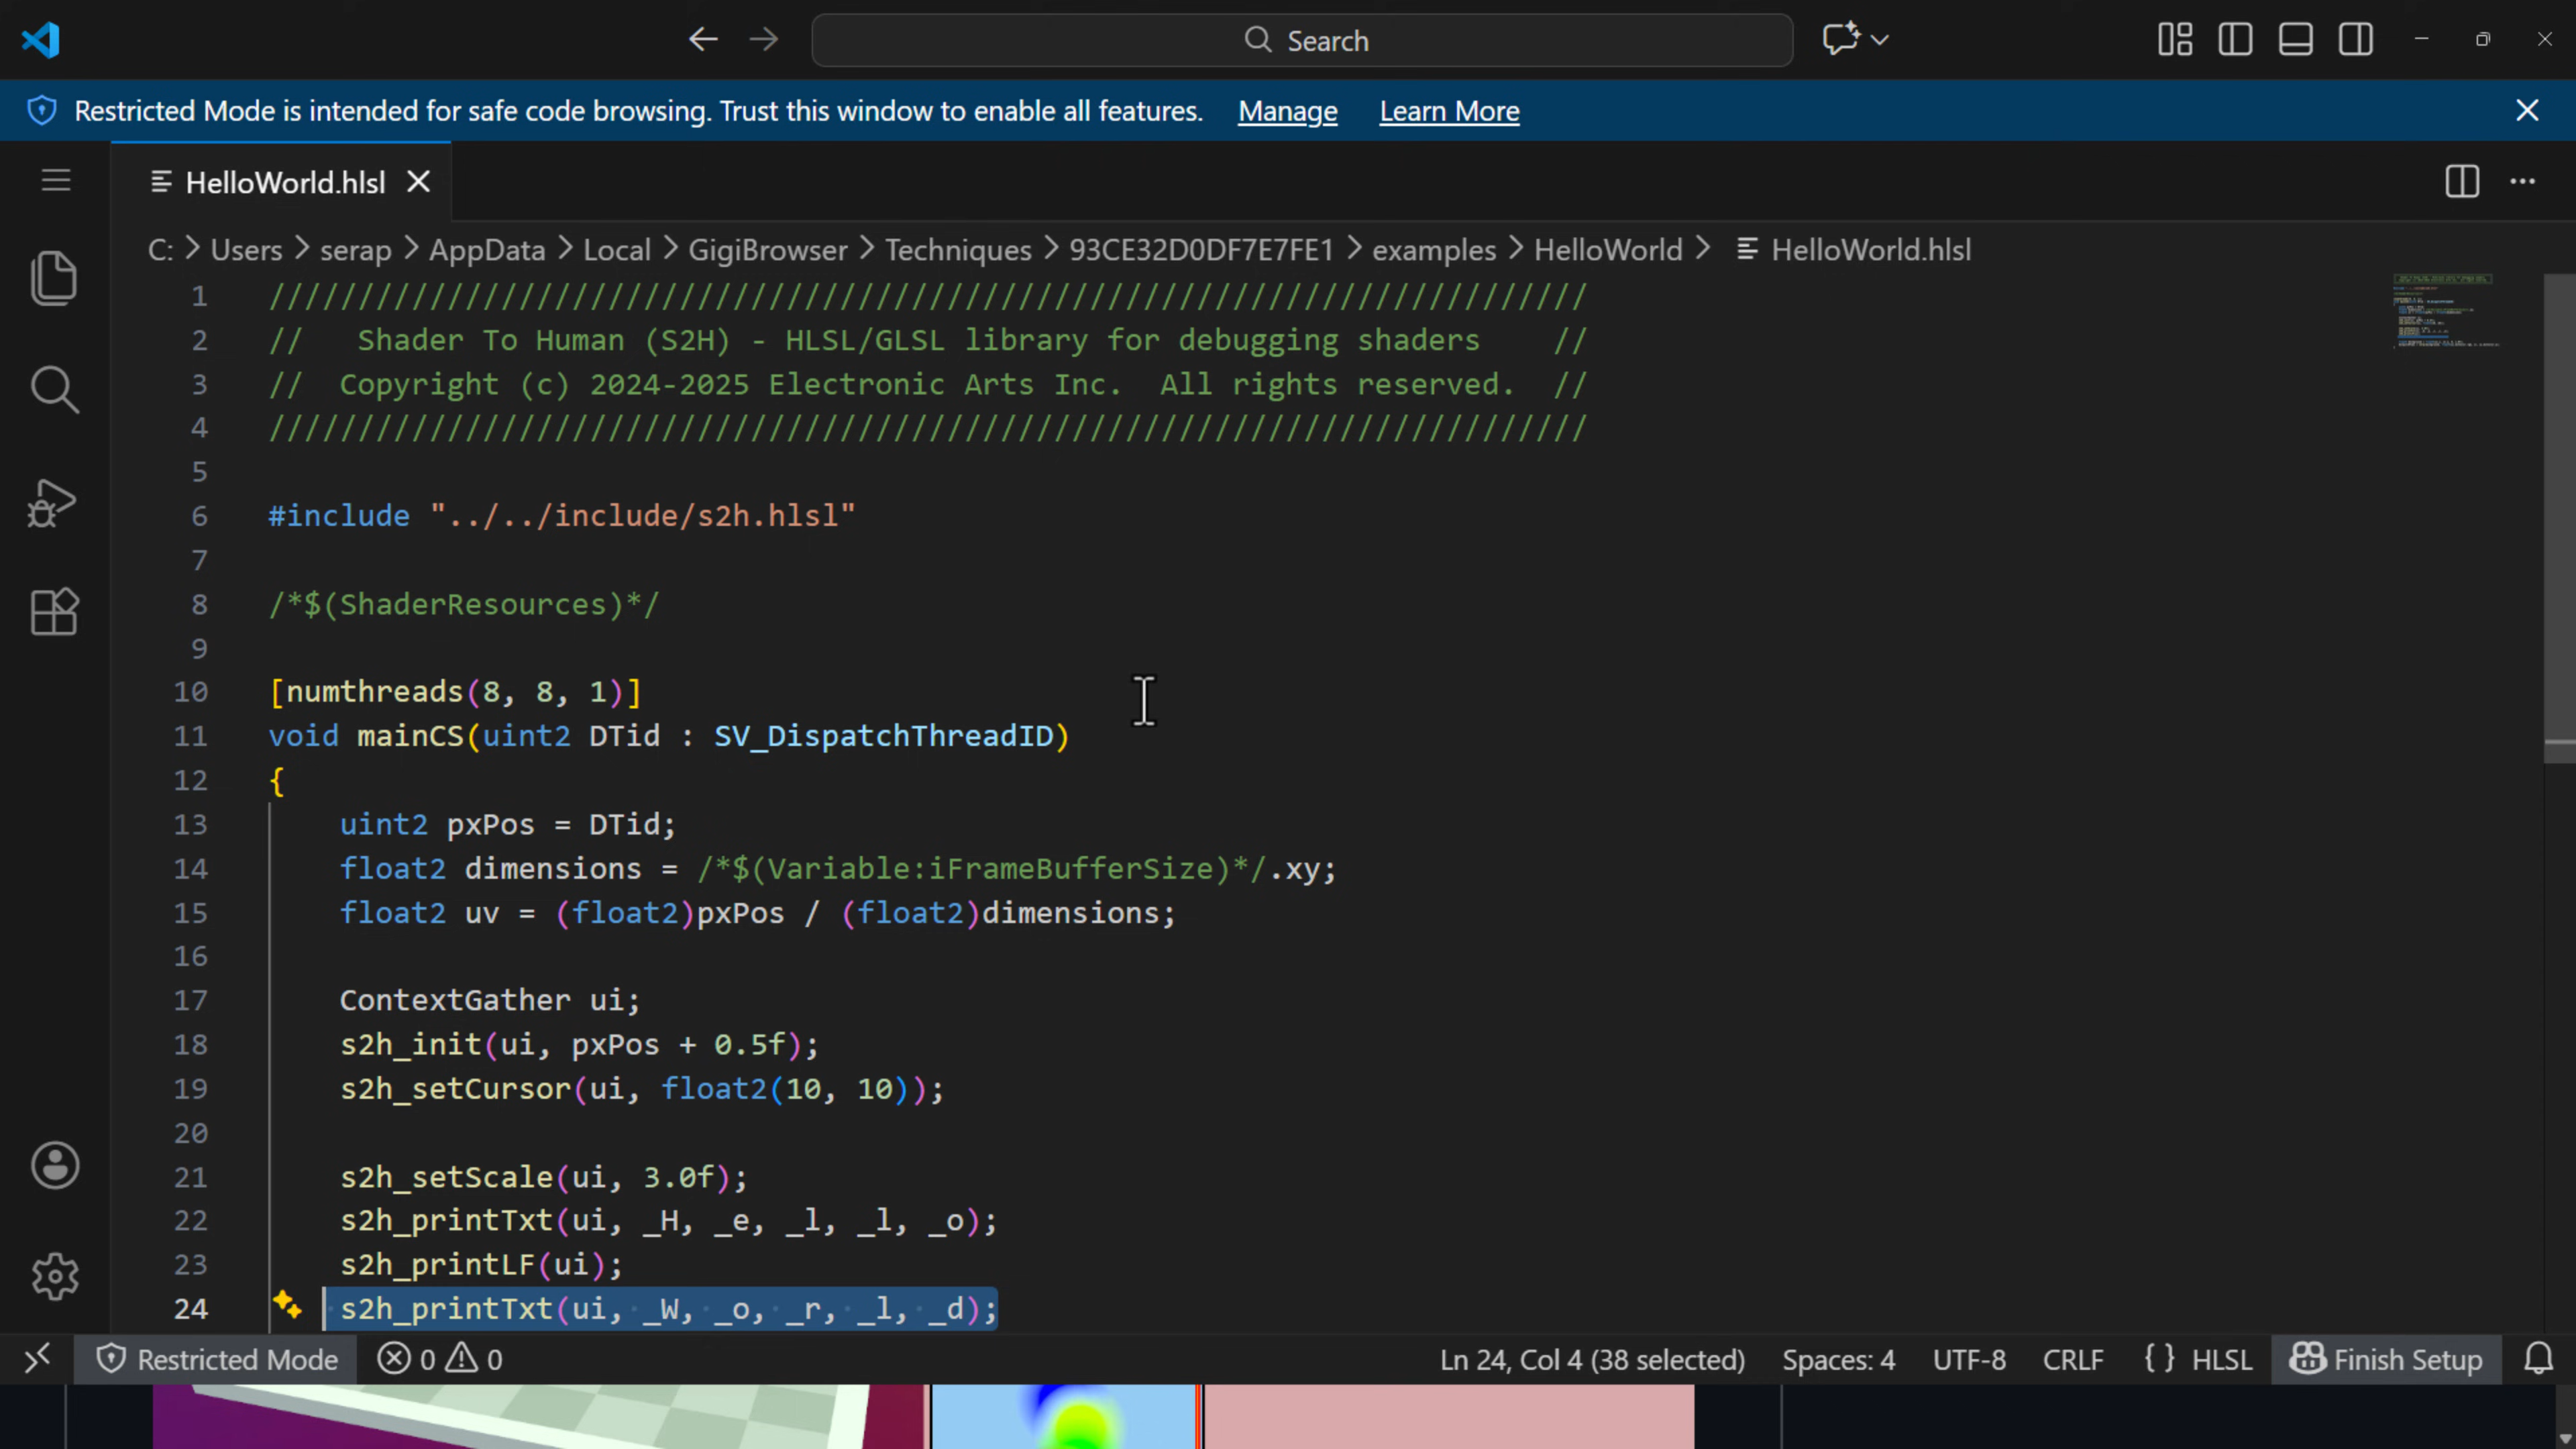 Search
Restricted Mode is intended for safe code browsing. Trust this window to enable all features. Manage Learn More
HelloWorld.hlsl
C: > Users > serap > AppData > Local > GigiBrowser > Techniques > 93CE32D0DF7E7FE1 > examples > HelloWorld > HelloWorld.hlsl
1 //////////////////////////////////////////////////////////////////////////
2 //   Shader To Human (S2H) - HLSL/GLSL library for debugging shaders    //
3 //  Copyright (c) 2024-2025 Electronic Arts Inc.  All rights reserved.  //
4 //////////////////////////////////////////////////////////////////////////
5
6 #include "../../include/s2h.hlsl"
7
8 /*$(ShaderResources)*/
9
10 [numthreads(8, 8, 1)]
11 void mainCS(uint2 DTid : SV_DispatchThreadID)
12 {
13     uint2 pxPos = DTid;
14     float2 dimensions = /*$(Variable:iFrameBufferSize)*/.xy;
15     float2 uv = (float2)pxPos / (float2)dimensions;
16
17     ContextGather ui;
18     s2h_init(ui, pxPos + 0.5f);
19     s2h_setCursor(ui, float2(10, 10));
20
21     s2h_setScale(ui, 3.0f);
22     s2h_printTxt(ui, _H, _e, _l, _l, _o);
23     s2h_printLF(ui);
24     s2h_printTxt(ui, _W, _o, _r, _l, _d);
Restricted Mode 0 0 Ln 24, Col 4 (38 selected) Spaces: 4 UTF-8 CRLF {} HLSL Finish Setup